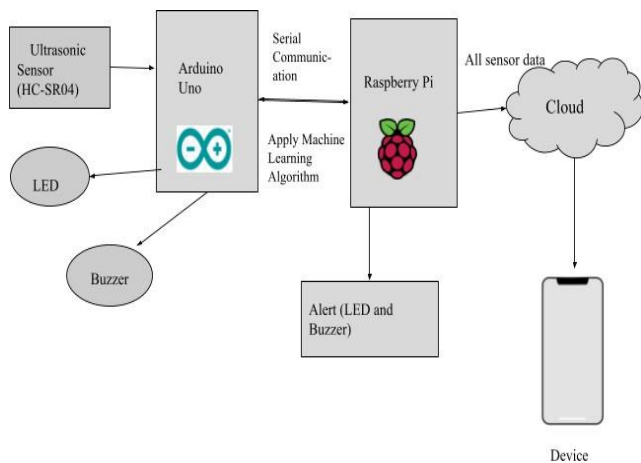 Ultrasonic
Sensor
(HC-SR04)
Arduino
Uno
Serial
Communic-
ation
Apply Machine
Learning
Algorithm
Raspberry Pi
All sensor data
Cloud
LED
Buzzer
Alert (LED and
Buzzer)
Device